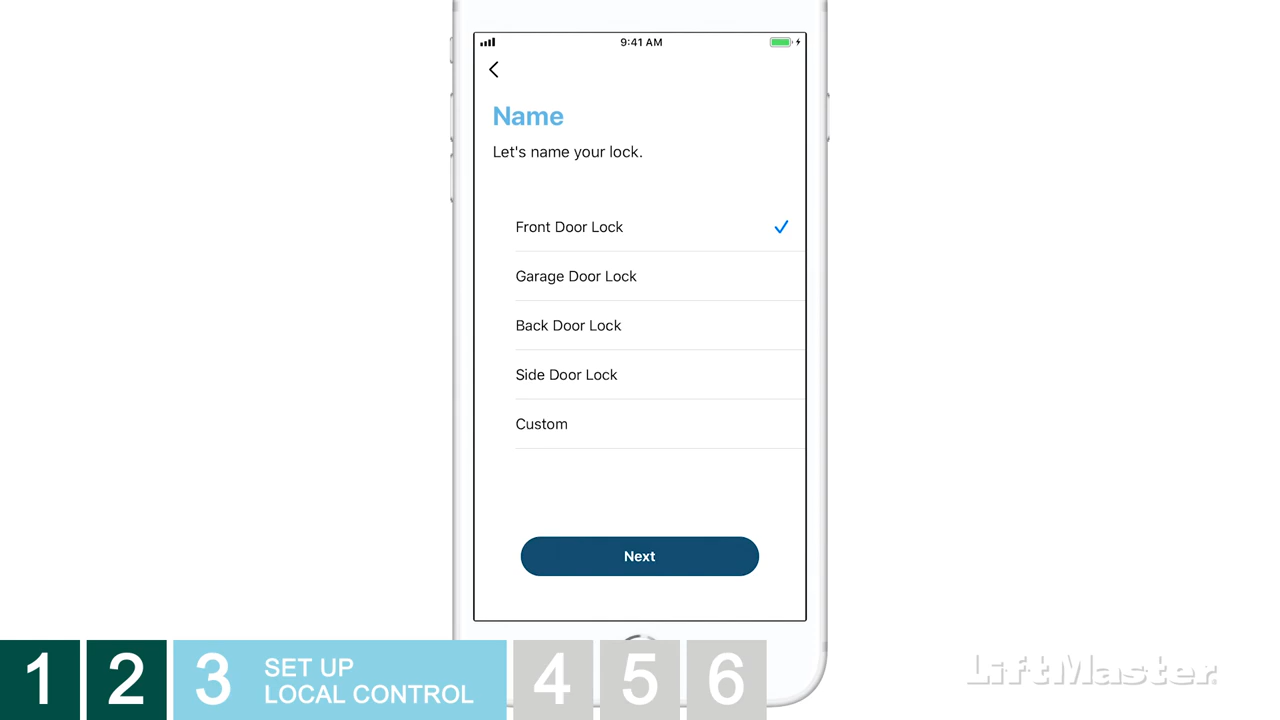 9:41 AM
Name
Let's name your lock.
Front Door Lock
Garage Door Lock
Back Door Lock
Side Door Lock
Custom
Next
1 2 3 SET UP
LOCAL CONTROL
4 5 6
LiftMaster